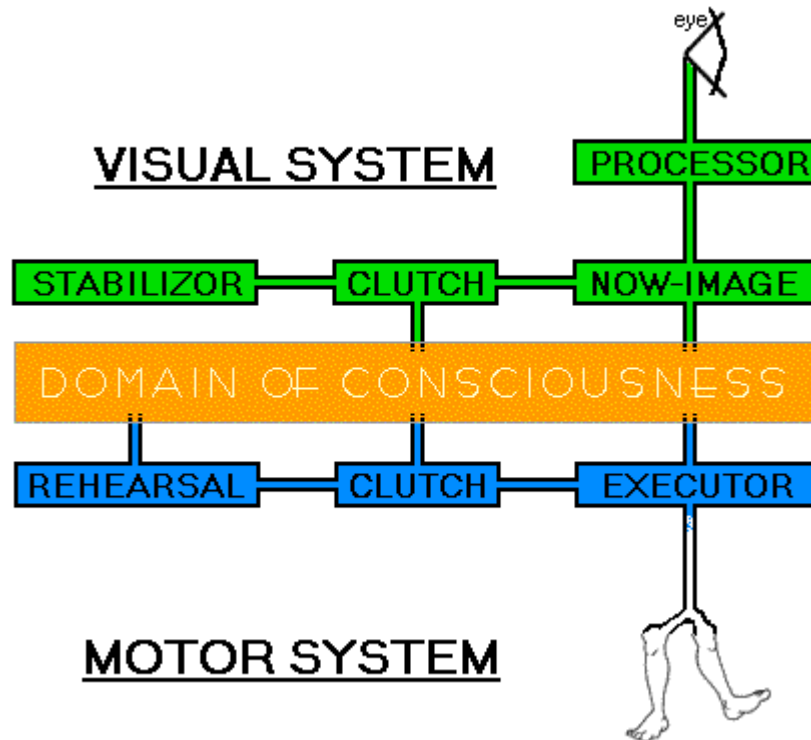 eye
VISUAL SYSTEM
PROCESSOR
STABILIZOR
CLUTCH
NOW-IMAGE
DOMAIN OF CONSCIOUSNESS
REHEARSAL
CLUTCH
EXECUTOR
MOTOR SYSTEM